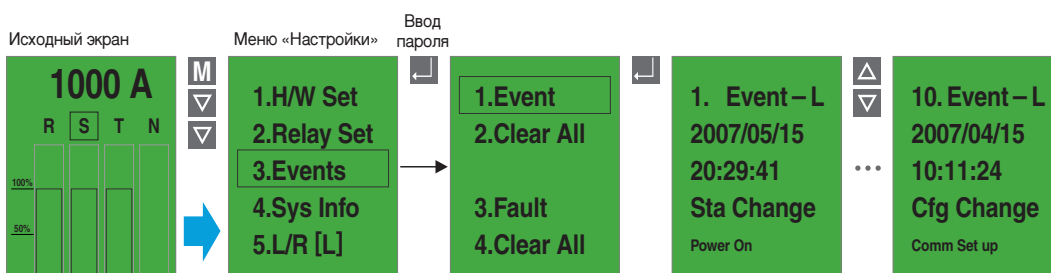 Исходный экран
1000 A
R S T N
100%
50%
M
Меню «Настройки»
1.H/W Set
2.Relay Set
3.Events
4.Sys Info
5.L/R [L]
Ввод
пароля
1.Event
2.Clear All
3.Fault
4.Clear All
1. Event – L
2007/05/15
20:29:41
Sta Change
Power On
...
10. Event – L
2007/04/15
10:11:24
Cfg Change
Comm Set up